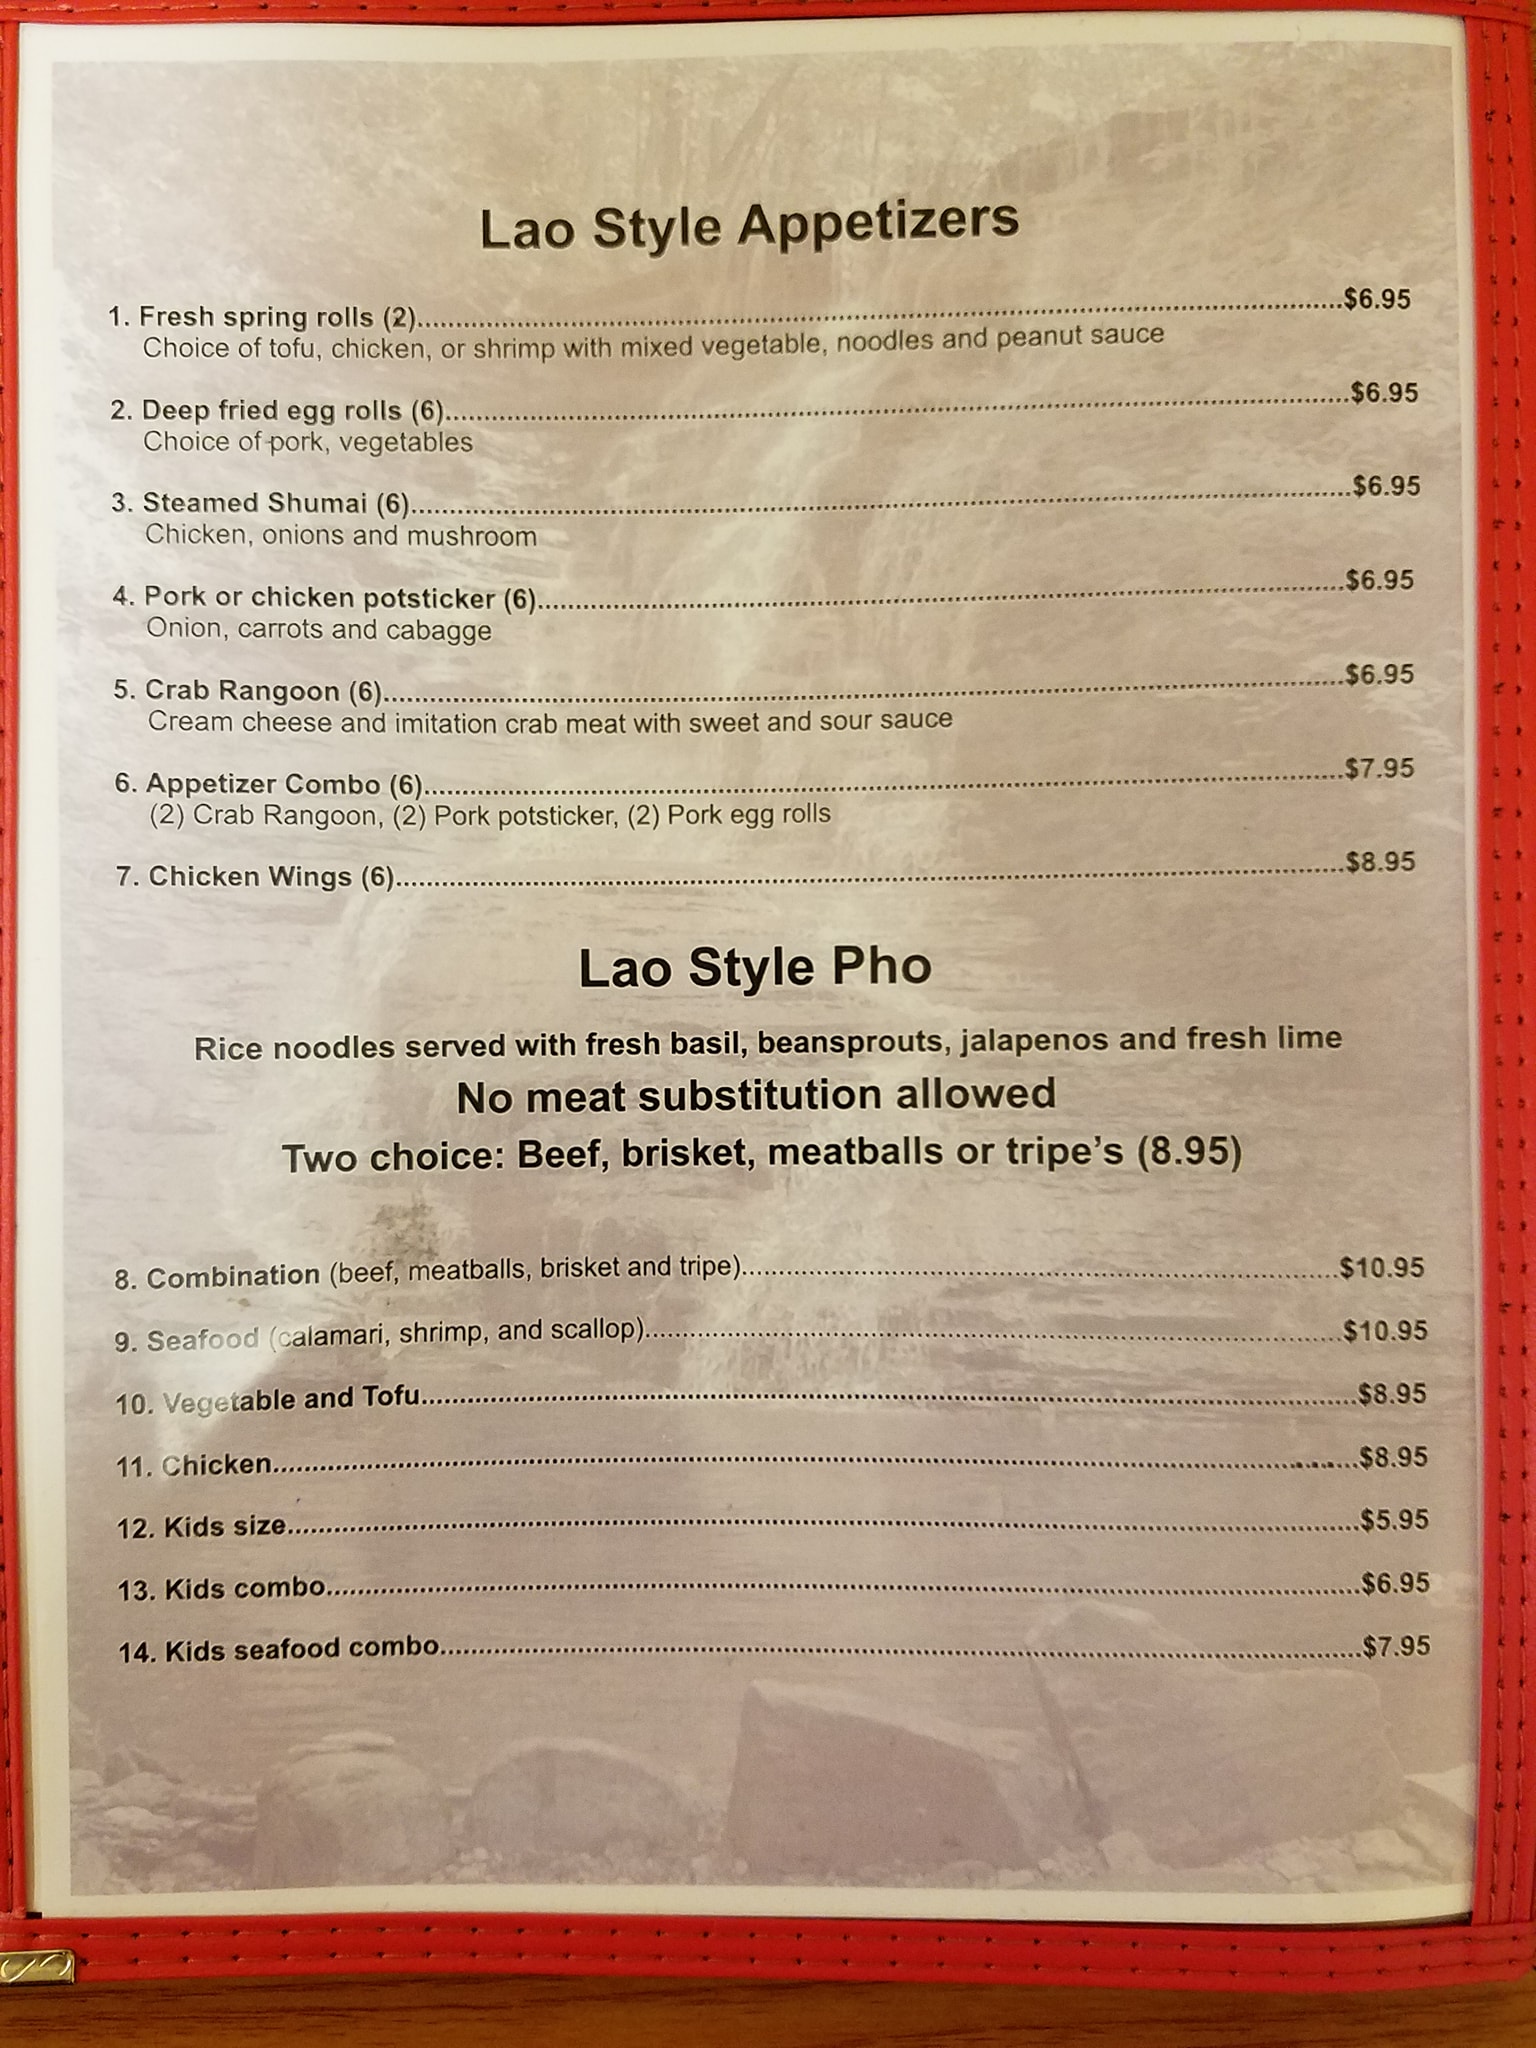 Lao Style Appetizers
1. Fresh spring rolls (2)....................$6.95
Choice of tofu, chicken, or shrimp with mixed vegetable, noodles and peanut sauce
2. Deep fried egg rolls (6)....................$6.95
Choice of pork, vegetables
3. Steamed Shumai (6)....................$6.95
Chicken, onions and mushroom
4. Pork or chicken potsticker (6)....................$6.95
Onion, carrots and cabagge
5. Crab Rangoon (6)....................$6.95
Cream cheese and imitation crab meat with sweet and sour sauce
6. Appetizer Combo (6)....................$7.95
(2) Crab Rangoon, (2) Pork potsticker, (2) Pork egg rolls
7. Chicken Wings (6)....................$8.95
Lao Style Pho
Rice noodles served with fresh basil, beansprouts, jalapenos and fresh lime
No meat substitution allowed
Two choice: Beef, brisket, meatballs or tripe's (8.95)
8. Combination (beef, meatballs, brisket and tripe)....................$10.95
9. Seafood (calamari, shrimp, and scallop)....................$10.95
10. Vegetable and Tofu....................$8.95
11. Chicken....................$8.95
12. Kids size....................$5.95
13. Kids combo....................$6.95
14. Kids seafood combo....................$7.95